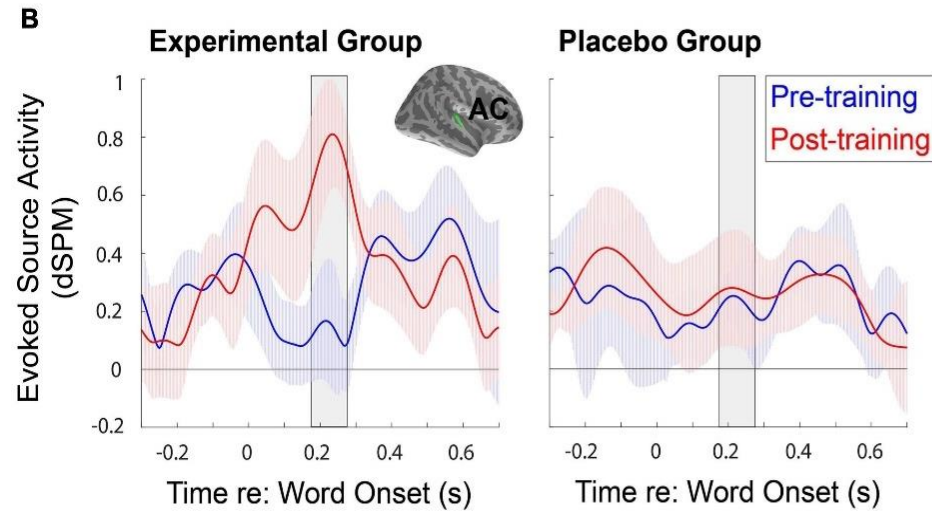 B
Experimental Group
Placebo Group
AC
Pre-training
Post-training
Evoked Source Activity
(dSPM)
1
0.8
0.6
0.4
0.2
0
-0.2
-0.2 0 0.2 0.4 0.6
-0.2 0 0.2 0.4 0.6
Time re: Word Onset (s)
Time re: Word Onset (s)